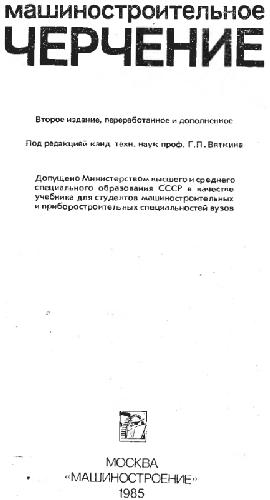 машиностроительное
ЧЕРЧЕНИЕ
Второе издание, переработанное и дополненное
Под редакцией канд. техн. наук проф. Г.П. Вяткина
Допущено Министерством высшего и среднего
специального образования СССР в качестве
учебника для студентов машиностроительных
и приборостроительных специальностей вузов
МОСКВА
«МАШИНОСТРОЕНИЕ»
1985